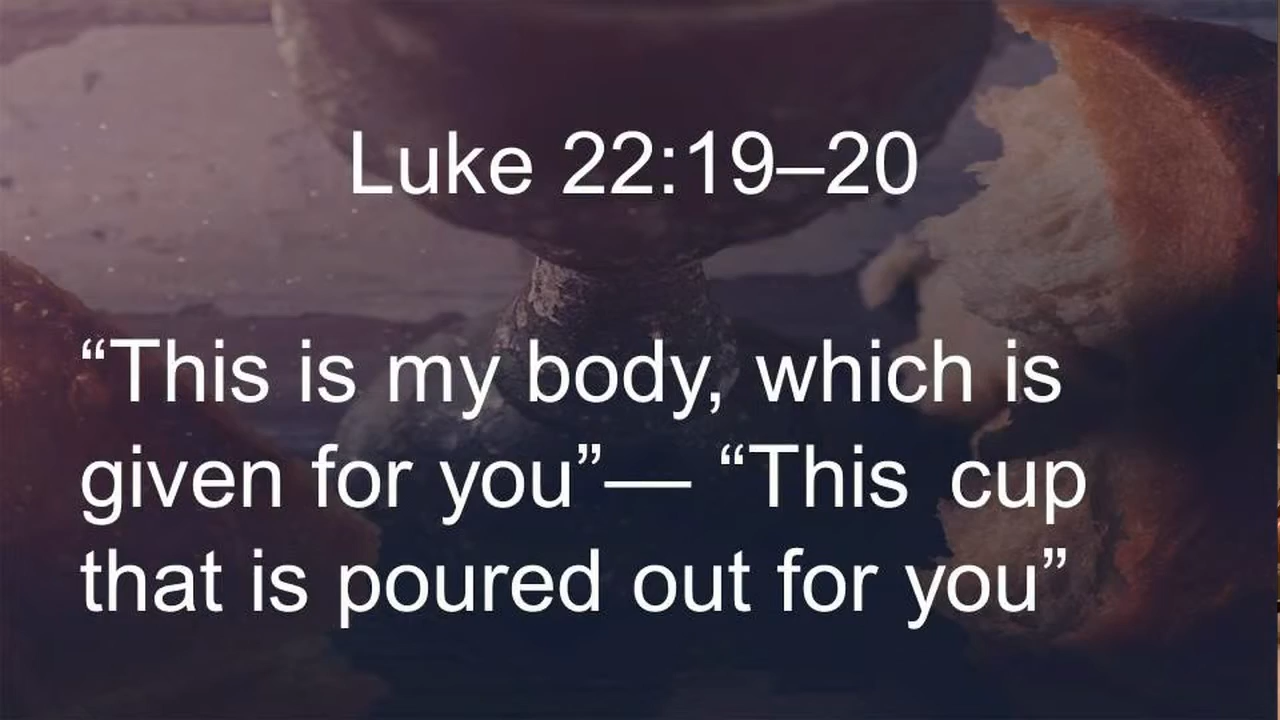 Luke 22:19–20
“This is my body, which is
given for you”— “This cup
that is poured out for you”